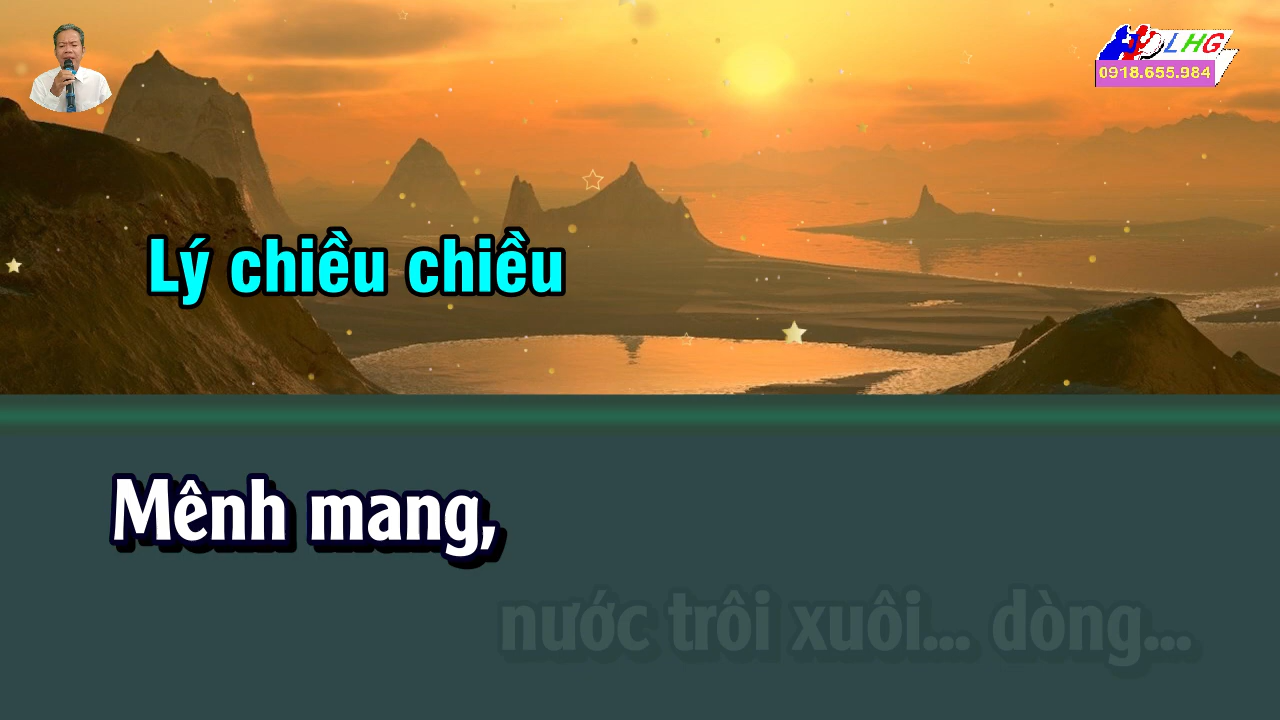 LHG
0918.655.984
Lý chiều chiều
Mênh mang,
nước trôi xuôi... dòng...